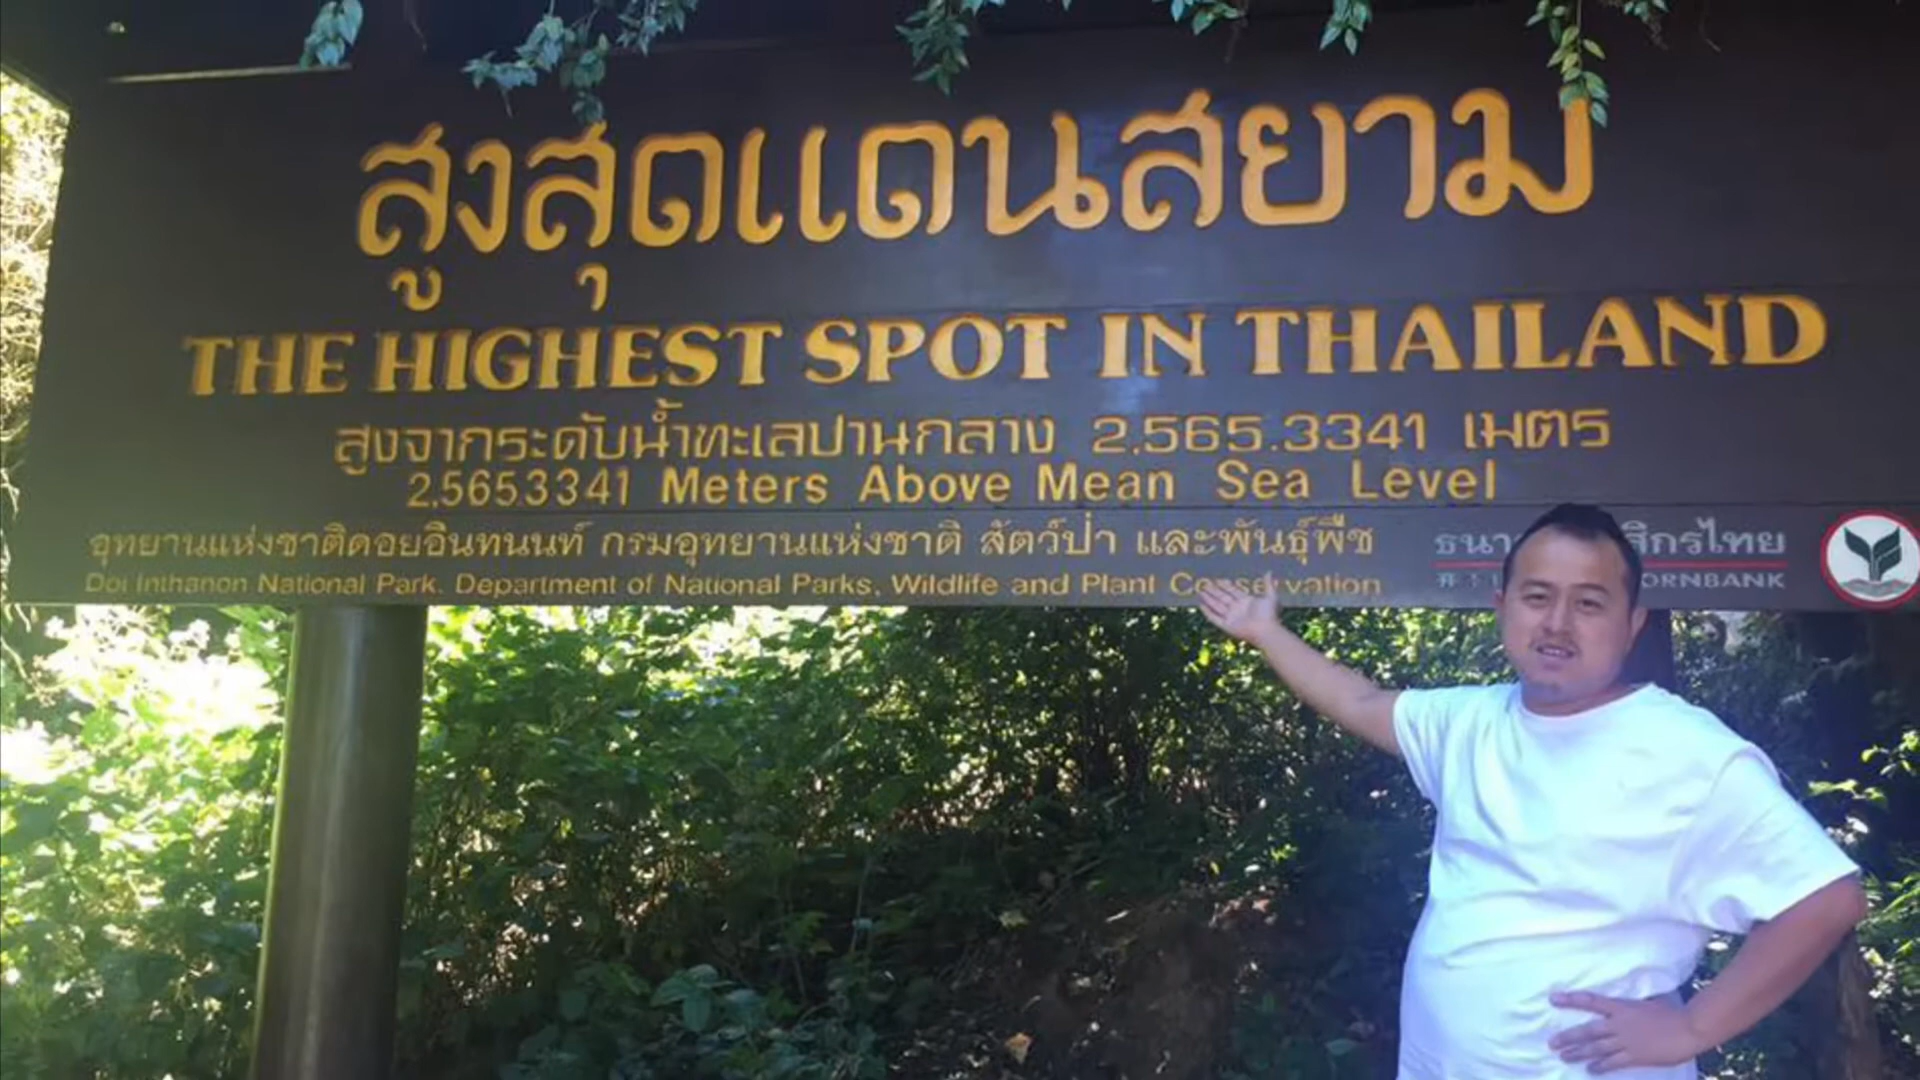 สูงสุดแดนสยาม
THE HIGHEST SPOT IN THAILAND
สูงจากระดับน้ำทะเลปานกลาง 2,565.3341 เมตร
2,565.3341 Meters Above Mean Sea Level
อุทยานแห่งชาติดอยอินทนนท์ กรมอุทยานแห่งชาติ สัตว์ป่า และพันธุ์พืช
Doi Inthanon National Park, Department of National Parks, Wildlife and Plant Conservation